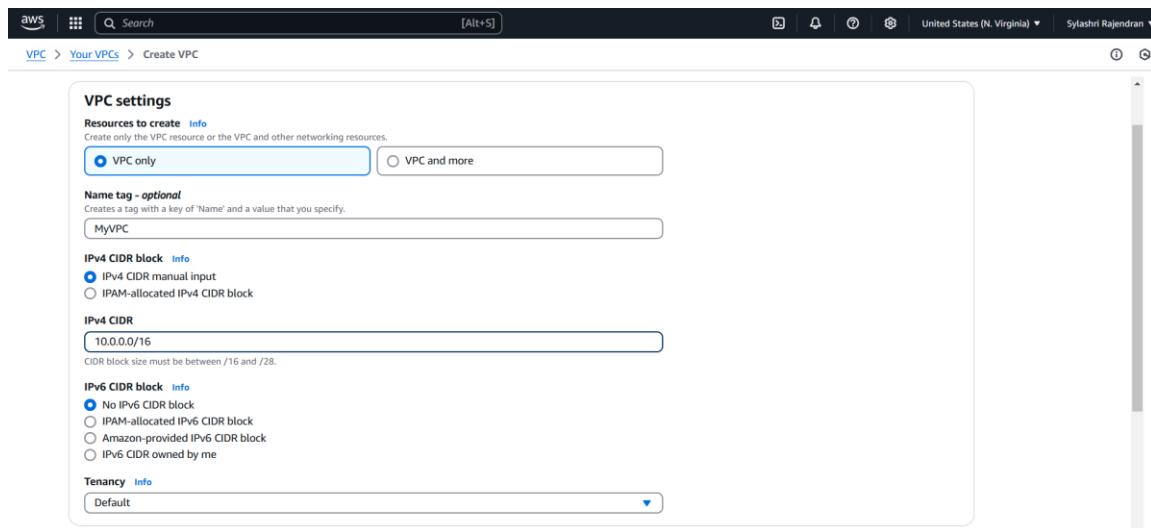 aws Search [Alt+S] United States (N. Virginia) Sylashri Rajendran
VPC > Your VPCs > Create VPC
VPC settings
Resources to create Info
Create only the VPC resource or the VPC and other networking resources.
VPC only VPC and more
Name tag - optional
Creates a tag with a key of 'Name' and a value that you specify.
MyVPC
IPv4 CIDR block Info
IPv4 CIDR manual input
IPAM-allocated IPv4 CIDR block
IPv4 CIDR
10.0.0.0/16
CIDR block size must be between /16 and /28.
IPv6 CIDR block Info
No IPv6 CIDR block
IPAM-allocated IPv6 CIDR block
Amazon-provided IPv6 CIDR block
IPv6 CIDR owned by me
Tenancy Info
Default